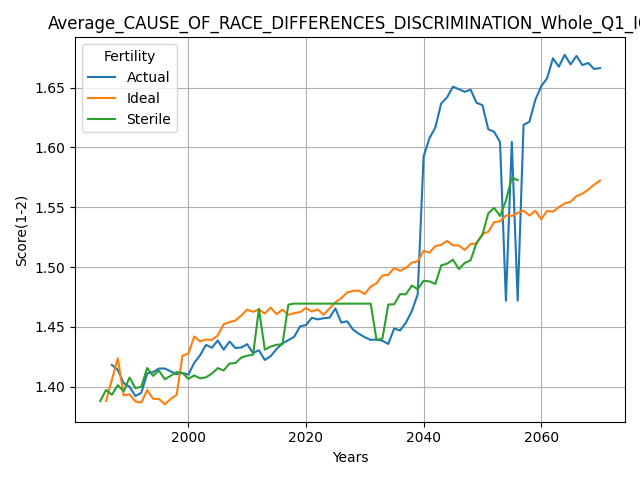 Average_CAUSE_OF_RACE_DIFFERENCES_DISCRIMINATION_Whole_Q1_I
Fertility
Actual
Ideal
Sterile
Score(1-2)
1.65
1.60
1.55
1.50
1.45
1.40
2000 2020 2040 2060
Years